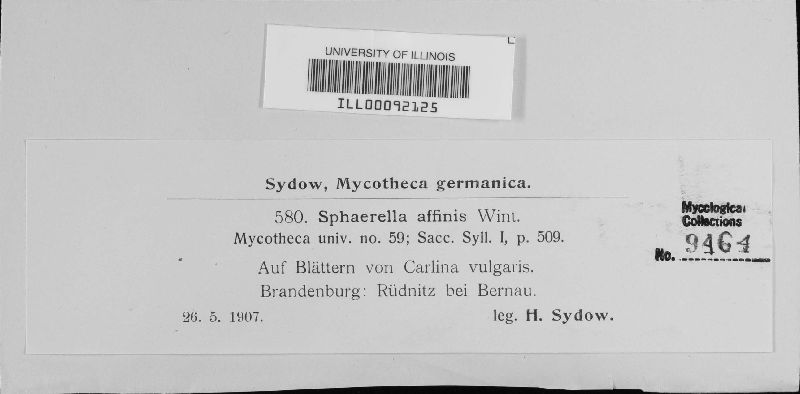 UNIVERSITY OF ILLINOIS
ILL00092125
Sydow, Mycotheca germanica.
580. Sphaerella affinis Wint.
Mycotheca univ. no. 59; Sacc. Syll. I, p. 509.
Auf Blättern von Carlina vulgaris.
Brandenburg: Rüdnitz bei Bernau.
26. 5. 1907. leg. H. Sydow.
Mycological
Collections
No. 9464